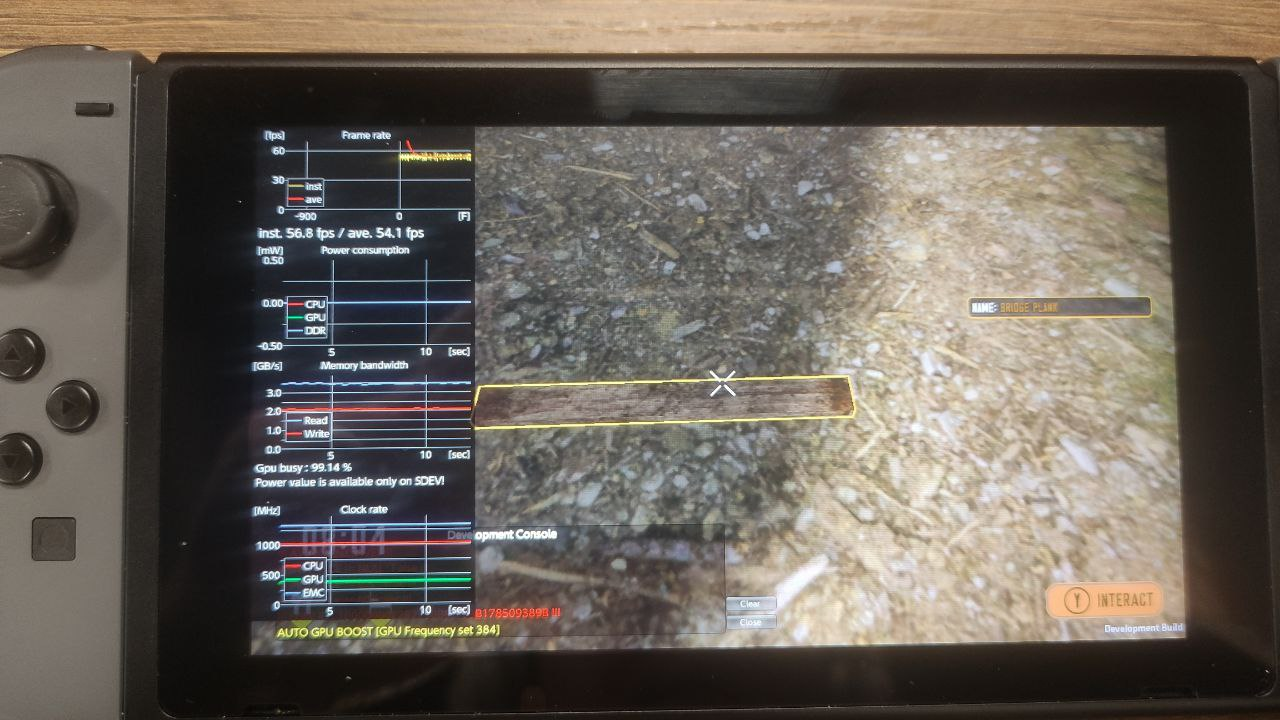 [fps]
Frame rate
60
30
0
inst
ave
-900
0
[F]
inst. 56.8 fps / ave. 54.1 fps
[mW]
Power consumption
0.50
0.00
-0.50
CPU
GPU
DDR
5
10
[sec]
[GB/s]
Memory bandwidth
3.0
2.0
1.0
0.0
Read
Write
5
10
[sec]
Gpu busy : 99.14 %
Power value is available only on SDEV!
[MHz]
Clock rate
1000
500
0
CPU
GPU
EMC
5
10
[sec]
AUTO GPU BOOST [GPU Frequency set 384]
NAME: BRIDGE PLANK
Development Console
Clear
Close
Y INTERACT
Development Build